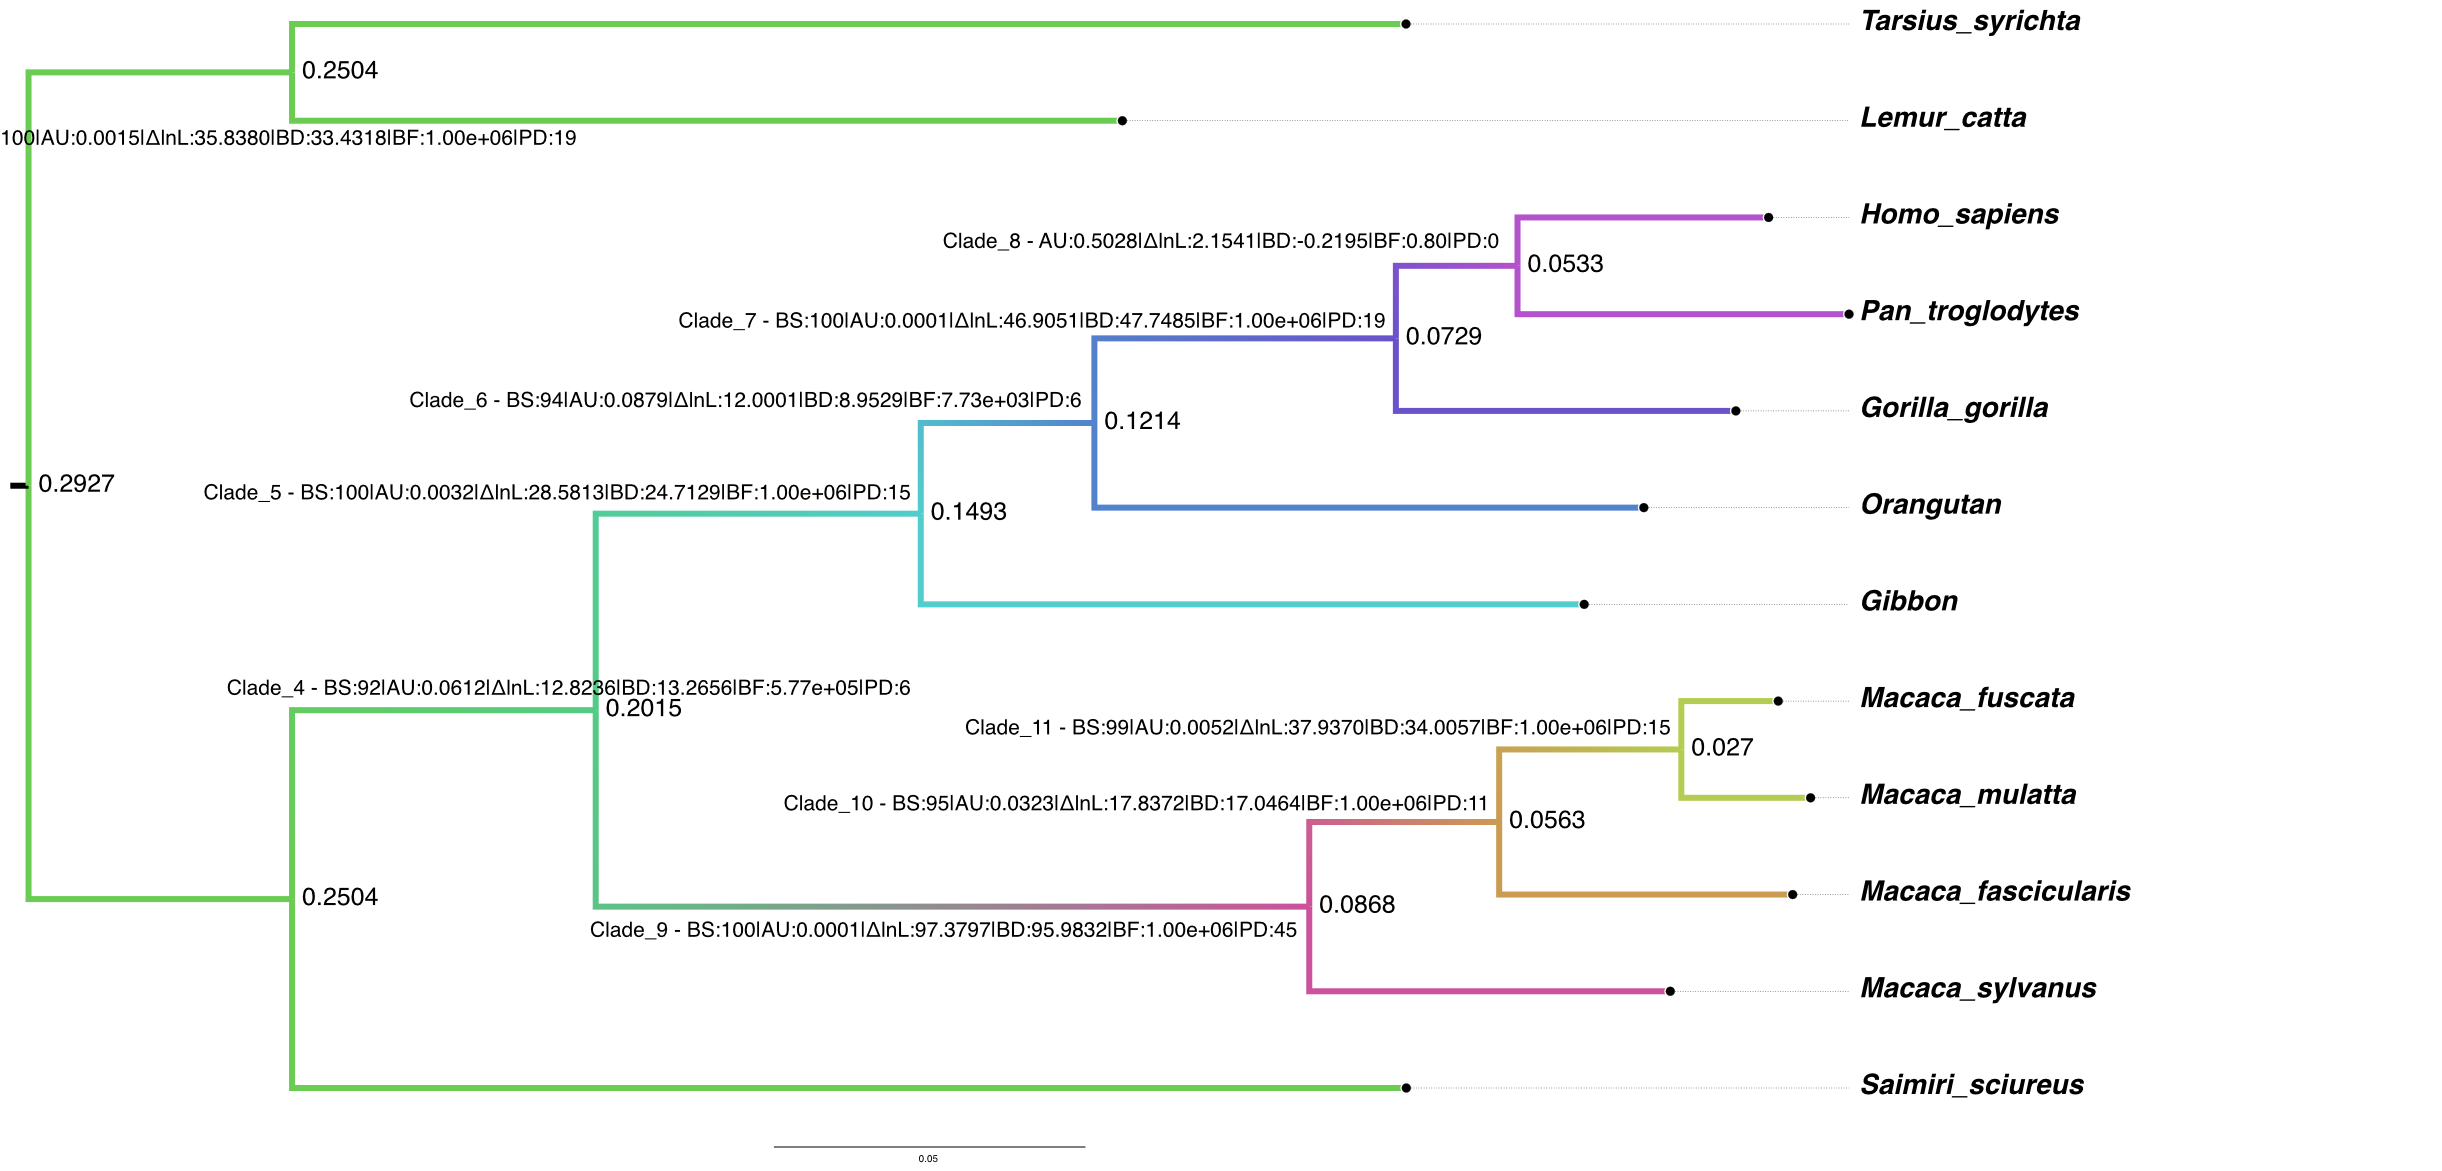 Tarsius_syrichta
0.2504
Lemur_catta
100|AU:0.0015|ΔlnL:35.8380|BD:33.4318|BF:1.00e+06|PD:19
Homo_sapiens
Clade_8 - AU:0.5028|ΔlnL:2.1541|BD:-0.2195|BF:0.80|PD:0
0.0533
Pan_troglodytes
Clade_7 - BS:100|AU:0.0001|ΔlnL:46.9051|BD:47.7485|BF:1.00e+06|PD:19
0.0729
Clade_6 - BS:94|AU:0.0879|ΔlnL:12.0001|BD:8.9529|BF:7.73e+03|PD:6
Gorilla_gorilla
0.1214
0.2927
Clade_5 - BS:100|AU:0.0032|ΔlnL:28.5813|BD:24.7129|BF:1.00e+06|PD:15
Orangutan
0.1493
Gibbon
Clade_4 - BS:92|AU:0.0612|ΔlnL:12.8236|BD:13.2656|BF:5.77e+05|PD:6
Macaca_fuscata
0.2015
Clade_11 - BS:99|AU:0.0052|ΔlnL:37.9370|BD:34.0057|BF:1.00e+06|PD:15
0.027
Clade_10 - BS:95|AU:0.0323|ΔlnL:17.8372|BD:17.0464|BF:1.00e+06|PD:11
Macaca_mulatta
0.0563
0.2504
0.0868
Macaca_fascicularis
Clade_9 - BS:100|AU:0.0001|ΔlnL:97.3797|BD:95.9832|BF:1.00e+06|PD:45
Macaca_sylvanus
Saimiri_sciureus
0.05